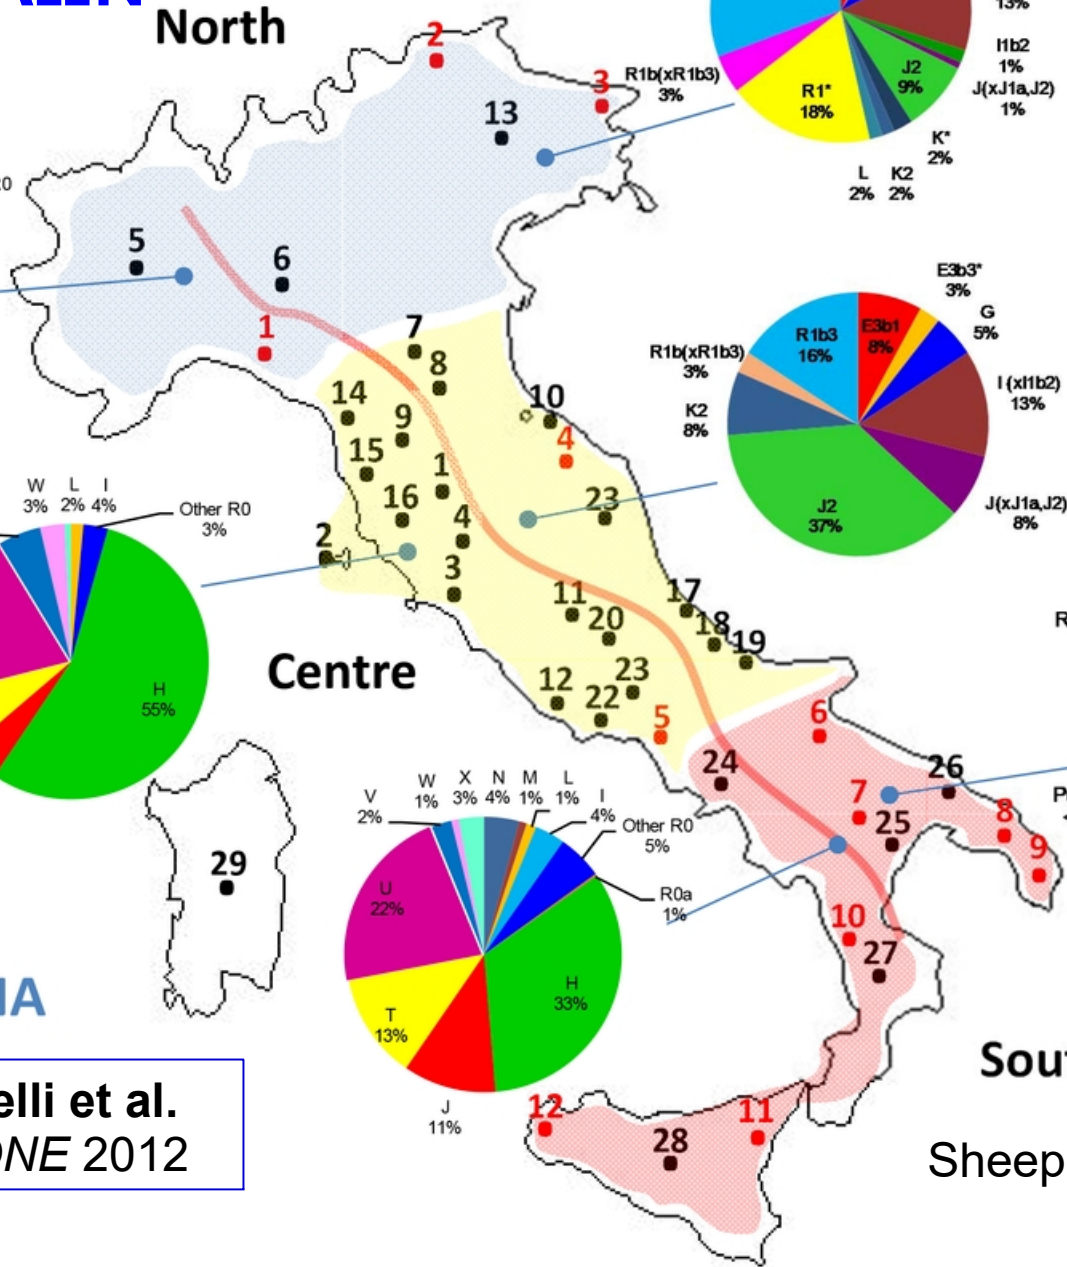 North
2
3
13
5
6
1
R1b(xR1b3)
3%
R1*
18%
J2
9%
13%
I1b2
1%
J(xJ1a,J2)
1%
K*
2%
L
2%
K2
2%
7
8
14
9
10
4
15
1
16
4
23
2
3
11
20
17
18
19
12
22
23
5
Centre
R1b3
16%
E3b1
8%
E3b3*
3%
G
5%
I (xI1b2)
13%
J(xJ1a,J2)
8%
J2
37%
K2
8%
R1b(xR1b3)
3%
W
3%
L
2%
I
4%
Other R0
3%
H
55%
6
24
7
25
26
8
9
10
27
29
V
2%
W
1%
X
3%
N
4%
M
1%
L
1%
I
4%
Other R0
5%
R0a
1%
U
22%
T
13%
H
33%
J
11%
12
11
28
IA
elli et al.
ONE 2012
Sou
Sheep